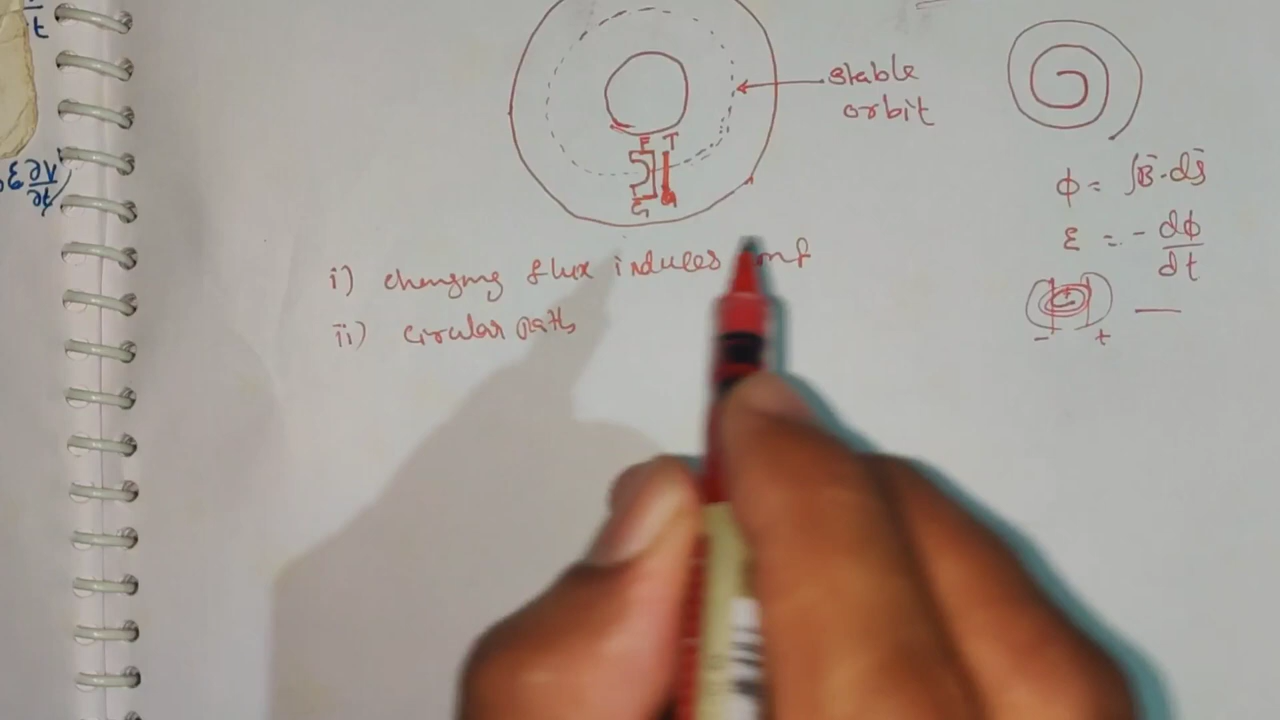 stable
orbit
E T
G
ϕ = ∫B̄·ds̄
ε = - dϕ/dt
- +
i) changing flux induces emf
ii) circular path